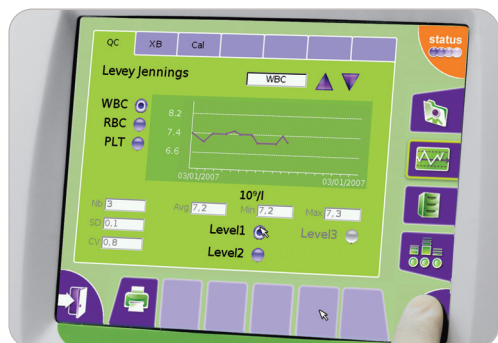 status
QC XB Cal
Levey Jennings WBC
WBC
RBC
PLT
8.2
7.4
6.6
03/01/2007 03/01/2007
10⁹/l
Nb 3 Avg 7,2 Min 7,2 Max 7,3
SD 0,1 Level1 Level3
CV 0,8 Level2